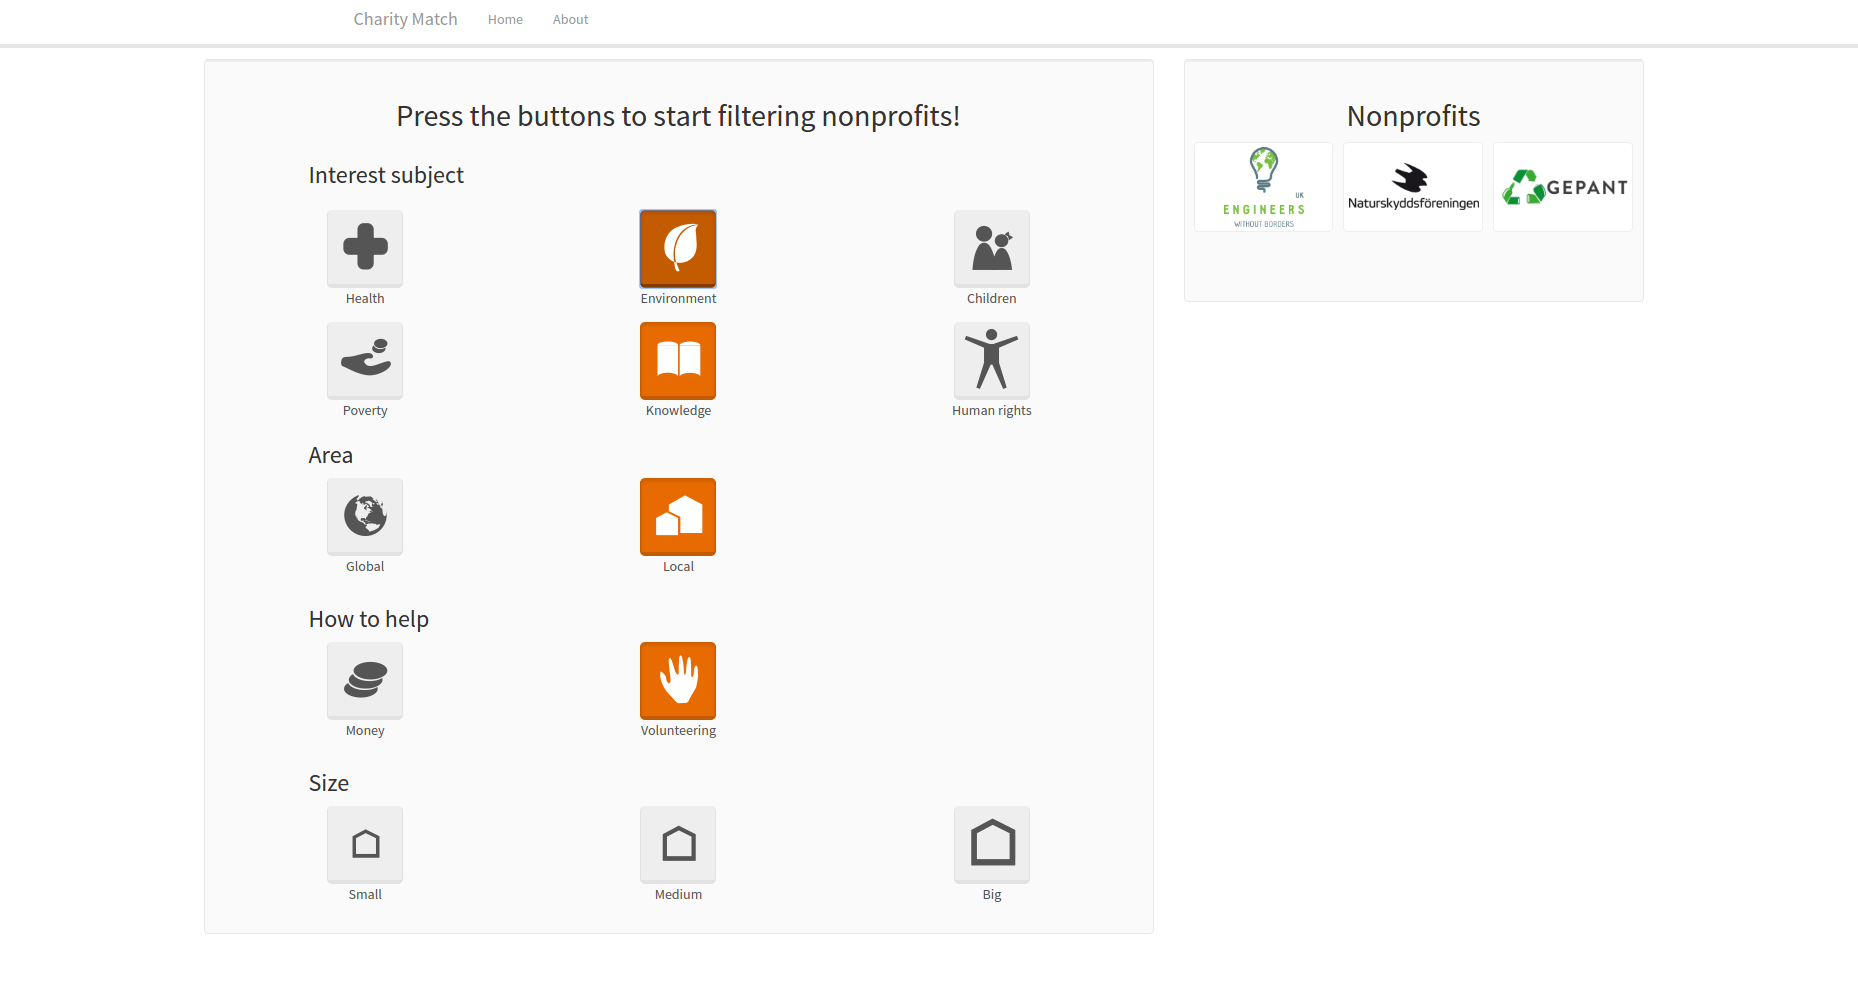 Charity Match Home About
Press the buttons to start filtering nonprofits!
Interest subject
Health Environment Children
Poverty Knowledge Human rights
Area
Global Local
How to help
Money Volunteering
Size
Small Medium Big
Nonprofits
UK
ENGINEERS
WITHOUT BORDERS
Naturskyddsföreningen
GEPANT